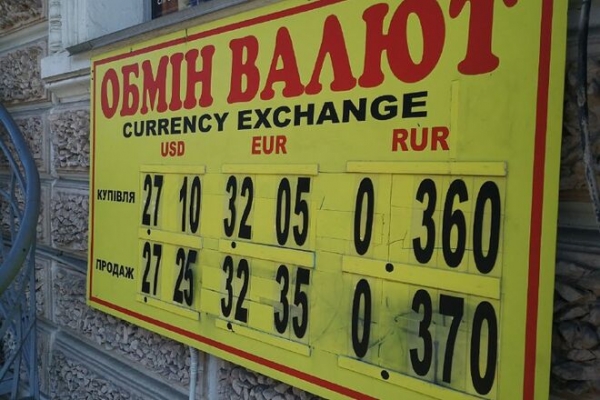 ОБМІН ВАЛЮТ
CURRENCY EXCHANGE
USD EUR RUR
КУПІВЛЯ 27.10 32.05 0.360
ПРОДАЖ 27.25 32.35 0.370